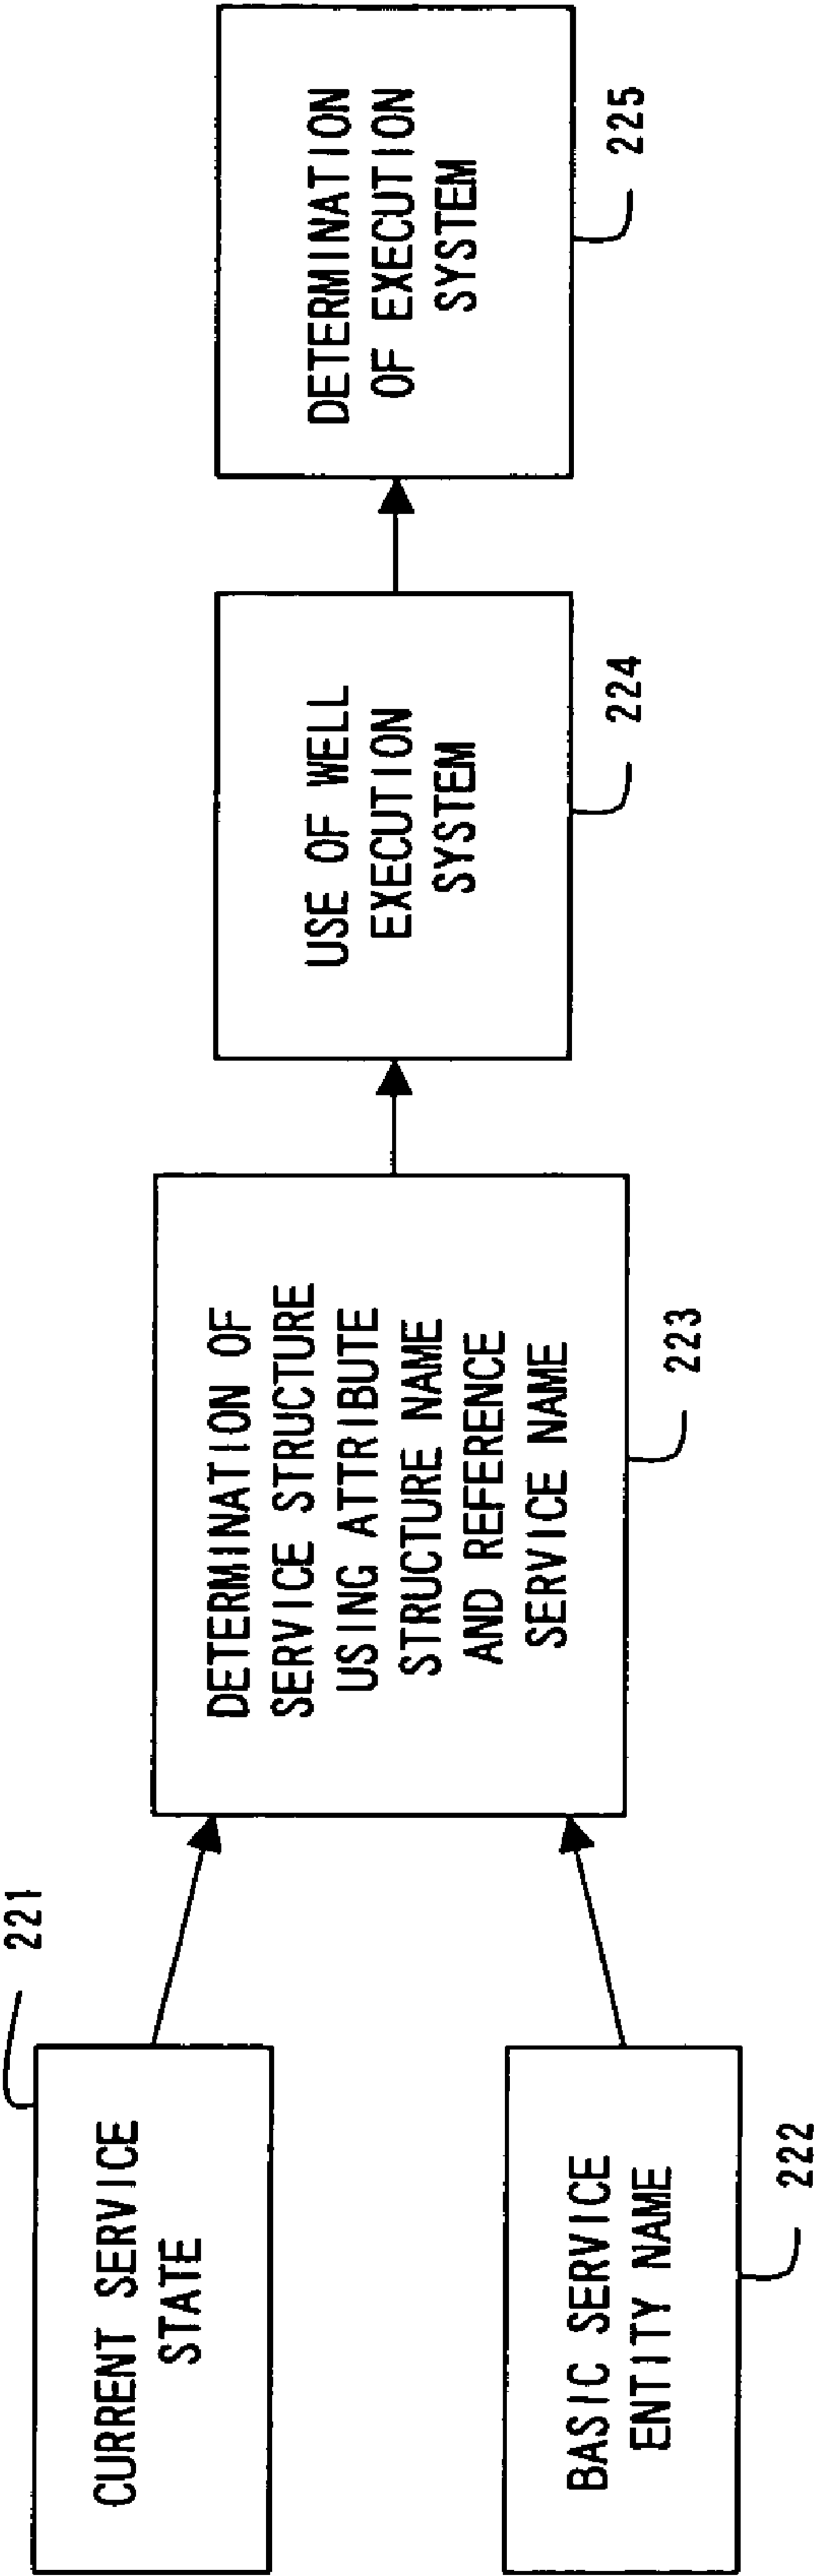 221
CURRENT SERVICE
STATE
BASIC SERVICE
ENTITY NAME
222
DETERMINATION OF
SERVICE STRUCTURE
USING ATTRIBUTE
STRUCTURE NAME
AND REFERENCE
SERVICE NAME
223
USE OF WELL
EXECUTION
SYSTEM
224
DETERMINATION
OF EXECUTION
SYSTEM
225